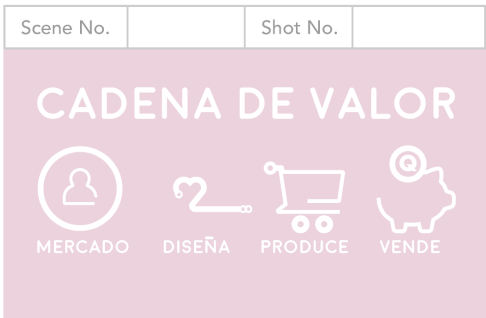 Scene No. Shot No.
CADENA DE VALOR
Q
MERCADO DISEÑA PRODUCE VENDE